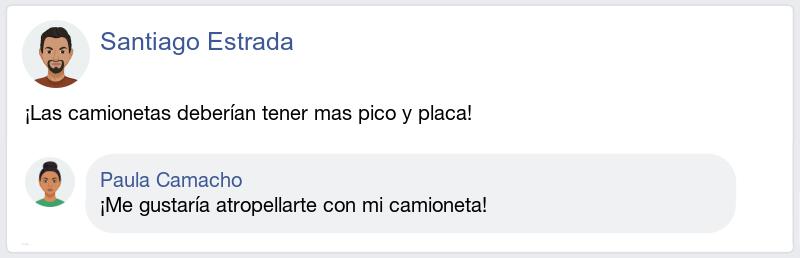 Santiago Estrada
¡Las camionetas deberían tener mas pico y placa!
Paula Camacho
¡Me gustaría atropellarte con mi camioneta!